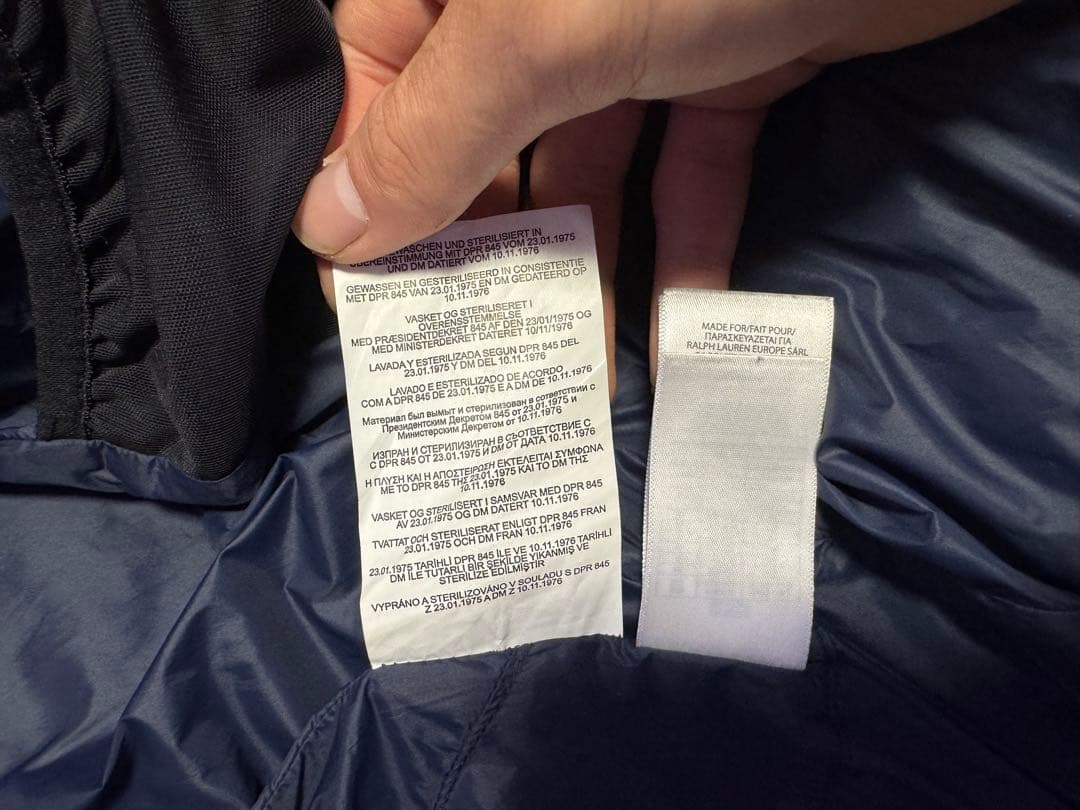 WASCHEN UND STERILISIERT IN
ÜBEREINSTIMMUNG MIT DPR 845 VOM 23.01.1975
UND DM DATIERT VOM 10.11.1976
GEWASSEN EN GESTERILISEERD IN CONSISTENTIE
MET DPR 845 VAN 23.01.1975 EN DM GEDATEERD OP
10.11.1976
VASKET OG STERILISERET I
OVERENSSTEMMELSE
MED PRÆSIDENTDEKRET 845 AF DEN 23/01/1975 OG
MED MINISTERDEKRET DATERET 10/11/1976
LAVADA Y ESTERILIZADA SEGUN DPR 845 DEL
23.01.1975 Y DM DEL 10.11.1976
LAVADO E ESTERILIZADO DE ACORDO
COM A DPR 845 DE 23.01.1975 E A DM DE 10.11.1976
Материал был вымыт и стерилизован в сответствии с
Президентским Декретом 845 от 23.01.1975 и
Министерским Декретом от 10.11.1976
ИЗПРАН И СТЕРИЛИЗИРАН В СЪОТВЕТСТВИЕ С
С DPR 845 ОТ 23.01.1975 И DM ОТ ДАТА 10.11.1976
Η ΠΛΥΣΗ ΚΑΙ Η ΑΠΟΣΤΕΙΡΩΣΗ ΕΚΤΕΛΕΙΤΑΙ ΣΥΜΦΩΝΑ
ΜΕ ΤΟ DPR 845 ΤΗΣ 23.01.1975 ΚΑΙ ΤΟ DM ΤΗΣ
10.11.1976
VASKET OG STERILISERT I SAMSVAR MED DPR 845
AV 23.01.1975 OG DM DATERT 10.11.1976
TVATTAT OCH STERILISERAT ENLIGT DPR 845 FRAN
23.01.1975 OCH DM FRAN 10.11.1976
23.01.1975 TARİHLİ DPR 845 İLE VE 10.11.1976 TARİHLİ
DM İLE TUTARLI BİR ŞEKİLDE YIKANMIŞ VE
STERİLİZE EDİLMİŞTİR
VYPRÁNO A STERILIZOVÁNO V SOULADU S DPR 845
Z 23.01.1975 A DM Z 10.11.1976
MADE FOR/FAIT POUR/
ΠΑΡΑΣΚΕΥΑΖΕΤΑΙ ΓΙΑ
RALPH LAUREN EUROPE SÀRL